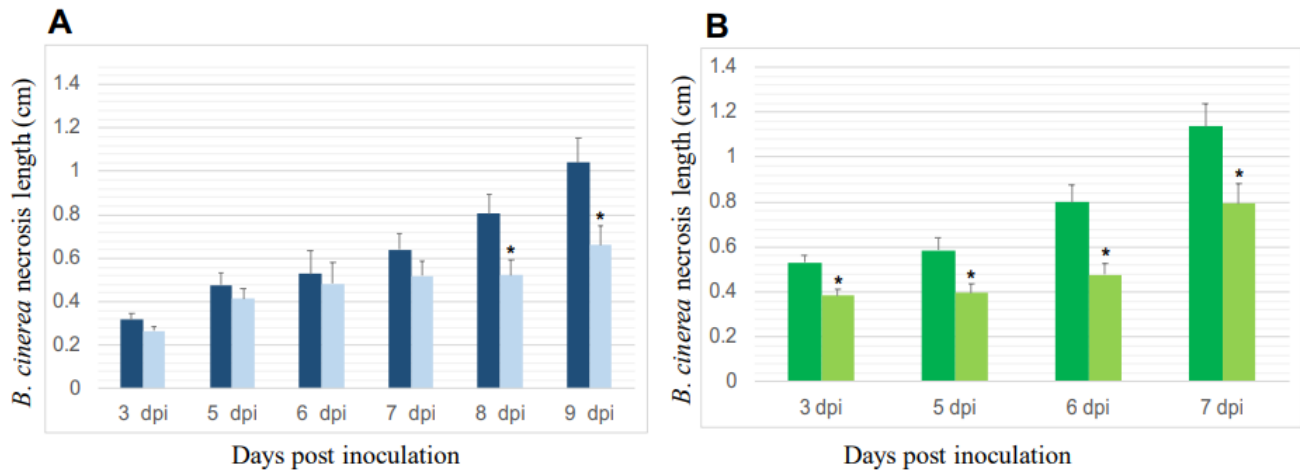 A
B. cinerea necrosis length (cm)
1.4
1.2
1
0.8
0.6
0.4
0.2
0
*
*
3 dpi
5 dpi
6 dpi
7 dpi
8 dpi
9 dpi
Days post inoculation
B
B. cinerea necrosis length (cm)
1.4
1.2
1
0.8
0.6
0.4
0.2
0
*
*
*
*
3 dpi
5 dpi
6 dpi
7 dpi
Days post inoculation